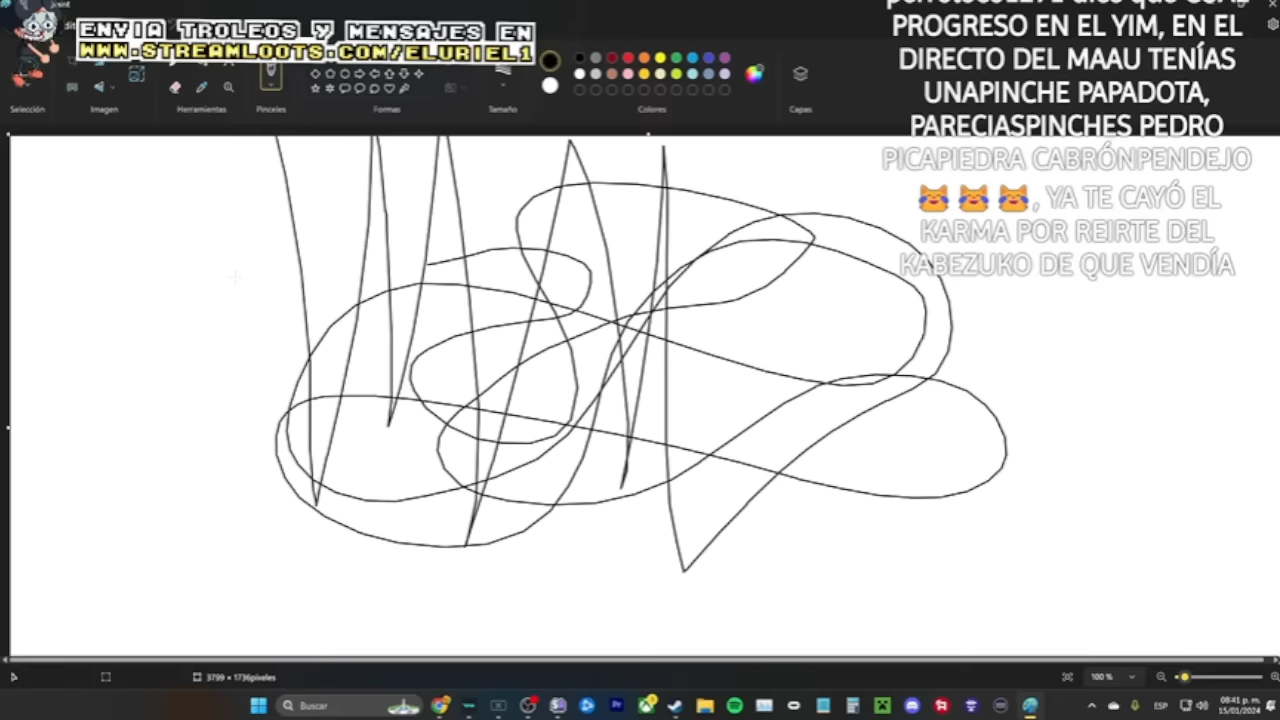 ENVIA TROLEOS Y MENSAJES EN
WWW.STREAMLOOTS.COM/ELURIEL1
PROGRESO EN EL YIM, EN EL
DIRECTO DEL MAAU TENÍAS
UNAPINCHE PAPADOTA,
PARECIASPINCHES PEDRO
PICAPIEDRA CABRÓNPENDEJO
😹 😹 😹, YA TE CAYÓ EL
KARMA POR REIRTE DEL
KABEZUKO DE QUE VENDÍA
Selección
Imagen
Herramientas
Pinceles
Formas
Tamaño
Colores
Capas
3799 × 1736píxeles
100 %
Buscar
ESP
08:41 p. m.
15/01/2024